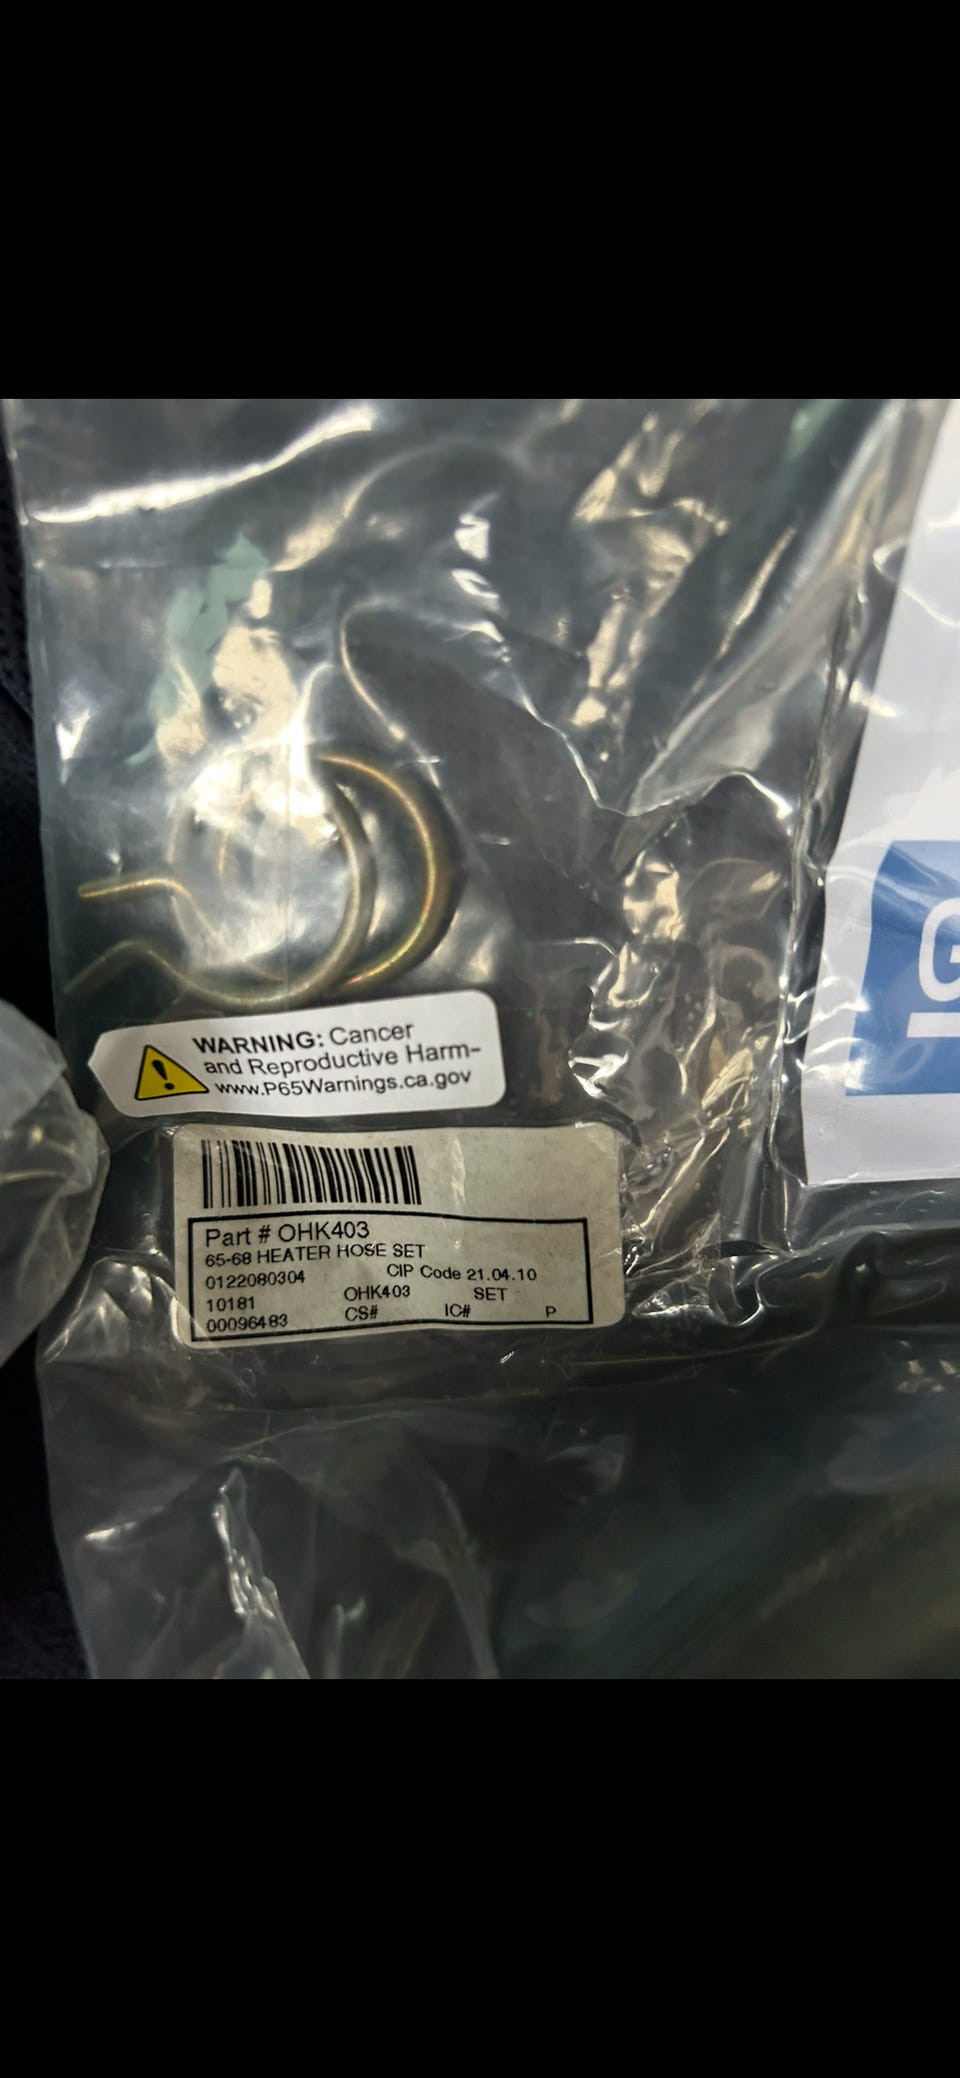 G
WARNING: Cancer
and Reproductive Harm-
www.P65Warnings.ca.gov
Part # OHK403
65-68 HEATER HOSE SET
0122080304 CIP Code 21.04.10
10181 OHK403 SET
00096483 CS# IC# P